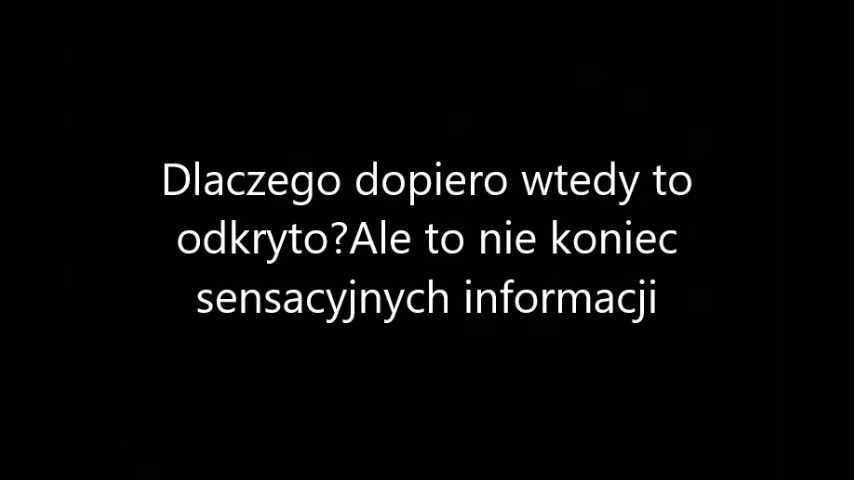 Dlaczego dopiero wtedy to
odkryto?Ale to nie koniec
sensacyjnych informacji